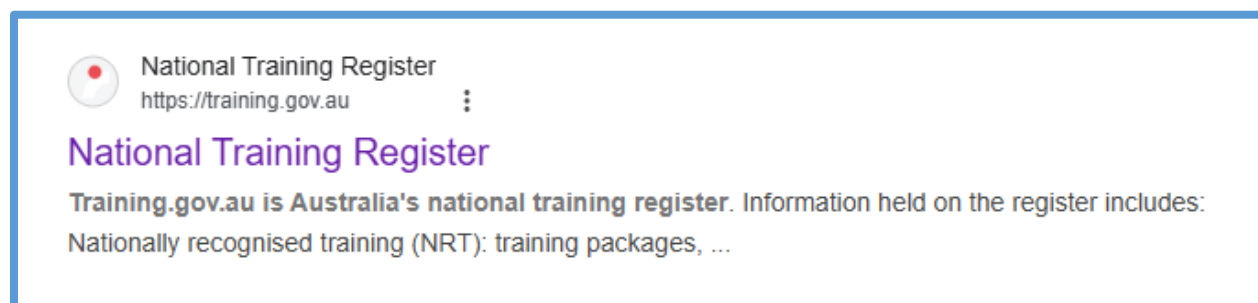 National Training Register
https://training.gov.au
National Training Register
Training.gov.au is Australia's national training register. Information held on the register includes:
Nationally recognised training (NRT): training packages, ...